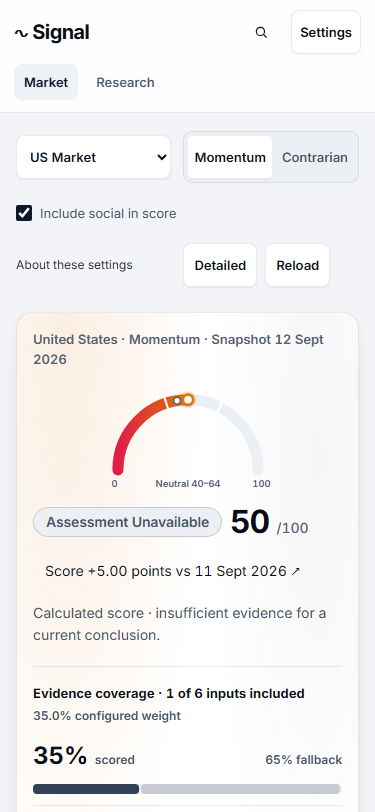 Signal
Settings
Market
Research
US Market
Momentum
Contrarian
Include social in score
About these settings
Detailed
Reload
United States · Momentum · Snapshot 12 Sept
2026
0
Neutral 40–64
100
Assessment Unavailable
50 /100
Score +5.00 points vs 11 Sept 2026 ↗
Calculated score · insufficient evidence for a
current conclusion.
Evidence coverage · 1 of 6 inputs included
35.0% configured weight
35% scored
65% fallback